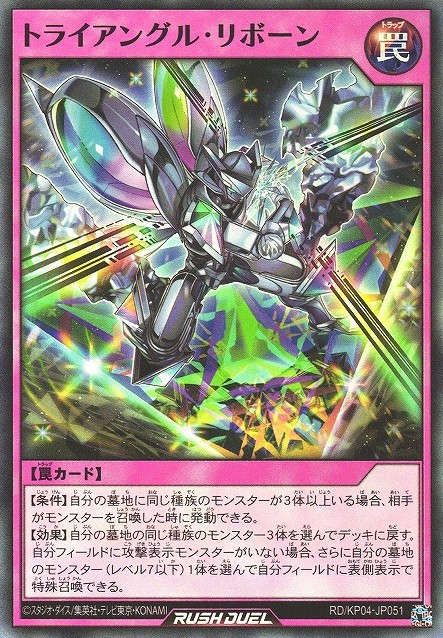 トライアングル・リボーン
トラップ
罠
【罠カード】
【条件】自分の墓地に同じ種族のモンスターが3体以上いる場合、相手
がモンスターを召喚した時に発動できる。
【効果】自分の墓地の同じ種族のモンスター3体を選んでデッキに戻す。
自分フィールドに攻撃表示モンスターがいない場合、さらに自分の墓地
のモンスター(レベル7以下)1体を選んで自分フィールドに表側表示で
特殊召喚できる。
©スタジオ・ダイス/集英社・テレビ東京・KONAMI
RUSH DUEL
RD/KP04-JP051